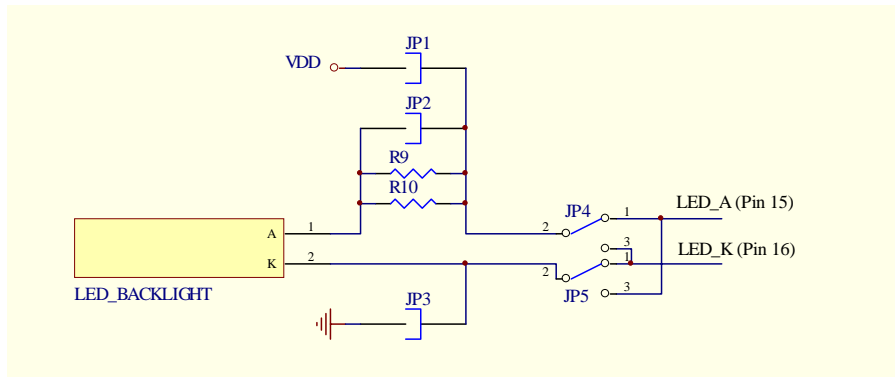 JP1
VDD
JP2
R9
R10
LED_A (Pin 15)
JP4
1
2
A
1
3
LED_K (Pin 16)
K
2
1
2
LED_BACKLIGHT
JP3
JP5
3